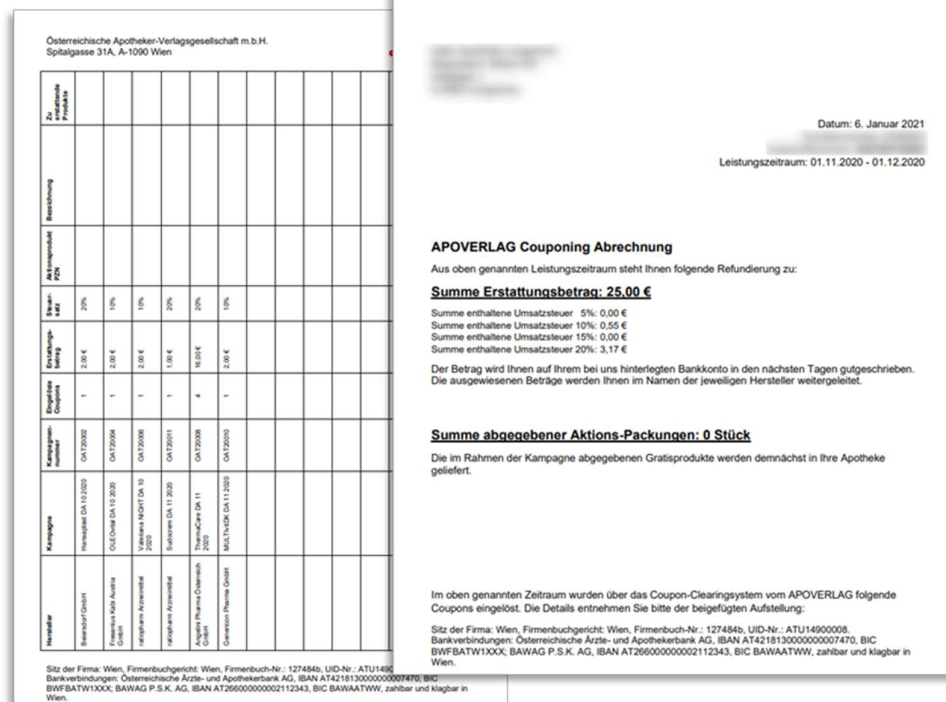 Österreichische Apotheker-Verlagsgesellschaft m.b.H.
Spitalgasse 31A, A-1090 Wien
Hersteller Kampagne Kampagnen-nummer Eingelöste Coupons Erstattungs-betrag Steuer-satz Aktionsprodukt PZN Bezeichnung Zu erstattende Produkte
Beiersdorf GmbH Hansaplast DA 10 2020 OAT20002 1 2,00 € 20%
Fresenius Kabi Austria GmbH OLEOvital DA 10 2020 OAT20004 1 2,00 € 10%
ratiopharm Arzneimittel Valeriana NIGHT DA 10 2020 OAT20006 1 2,00 € 10%
ratiopharm Arzneimittel Sudocrem DA 11 2020 OAT20011 1 1,00 € 20%
Angelini Pharma Österreich GmbH ThermaCare DA 11 2020 OAT20008 4 16,00 € 20%
Generation Pharma GmbH DA 11 2020 OAT20010 1 2,00 € 10%
Sitz der Firma: Wien, Firmenbuchgericht: Wien, Firmenbuch-Nr.: 127484b, UID-Nr.: ATU1490
Bankverbindungen: Österreichische Ärzte- und Apothekerbank AG, IBAN AT421813000000007470, BIC
BWFBATW1XXX; BAWAG P.S.K. AG, IBAN AT266000000002112343, BIC BAWAATWW, zahlbar und klagbar in
Wien.
Datum: 6. Januar 2021
Leistungszeitraum: 01.11.2020 - 01.12.2020
APOVERLAG Couponing Abrechnung
Aus oben genannten Leistungszeitraum steht Ihnen folgende Refundierung zu:
Summe Erstattungsbetrag: 25,00 €
Summe enthaltene Umsatzsteuer 5%: 0,00 €
Summe enthaltene Umsatzsteuer 10%: 0,55 €
Summe enthaltene Umsatzsteuer 15%: 0,00 €
Summe enthaltene Umsatzsteuer 20%: 3,17 €
Der Betrag wird Ihnen auf Ihrem bei uns hinterlegten Bankkonto in den nächsten Tagen gutgeschrieben.
Die ausgewiesenen Beträge werden Ihnen im Namen der jeweiligen Hersteller weitergeleitet.
Summe abgegebener Aktions-Packungen: 0 Stück
Die im Rahmen der Kampagne abgegebenen Gratisprodukte werden demnächst in Ihre Apotheke
geliefert.
Im oben genannten Zeitraum wurden über das Coupon-Clearingsystem vom APOVERLAG folgende
Coupons eingelöst. Die Details entnehmen Sie bitte der beigefügten Aufstellung:
Sitz der Firma: Wien, Firmenbuchgericht: Wien, Firmenbuch-Nr.: 127484b, UID-Nr.: ATU14900008.
Bankverbindungen: Österreichische Ärzte- und Apothekerbank AG, IBAN AT421813000000007470, BIC
BWFBATW1XXX; BAWAG P.S.K. AG, IBAN AT266000000002112343, BIC BAWAATWW, zahlbar und klagbar in
Wien.